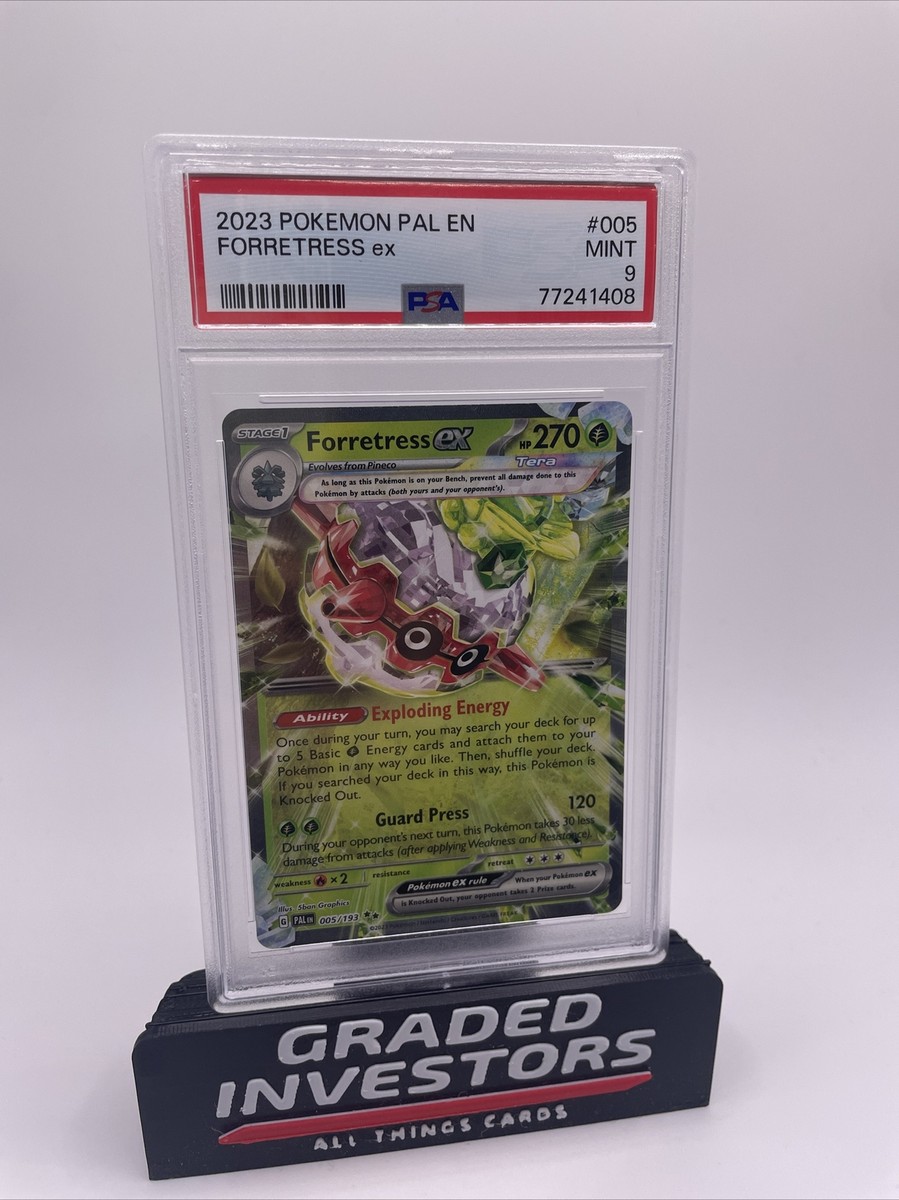 2023 POKEMON PAL EN #005
FORRETRESS ex MINT
9
PSA 77241408
STAGE1 Forretress ex HP 270
Evolves from Pineco Tera
As long as this Pokémon is on your Bench, prevent all damage done to this
Pokémon by attacks (both yours and your opponent's).
Ability Exploding Energy
Once during your turn, you may search your deck for up
to 5 Basic Energy cards and attach them to your
Pokémon in any way you like. Then, shuffle your deck.
If you searched your deck in this way, this Pokémon is
Knocked Out.
Guard Press 120
During your opponent's next turn, this Pokémon takes 30 less
damage from attacks (after applying Weakness and Resistance).
weakness ×2 resistance retreat
Pokémon ex rule When your Pokémon ex
is Knocked Out, your opponent takes 2 Prize cards.
Illus. 5ban Graphics
G PAL EN 005/193
GRADED
INVESTORS
ALL THINGS CARDS